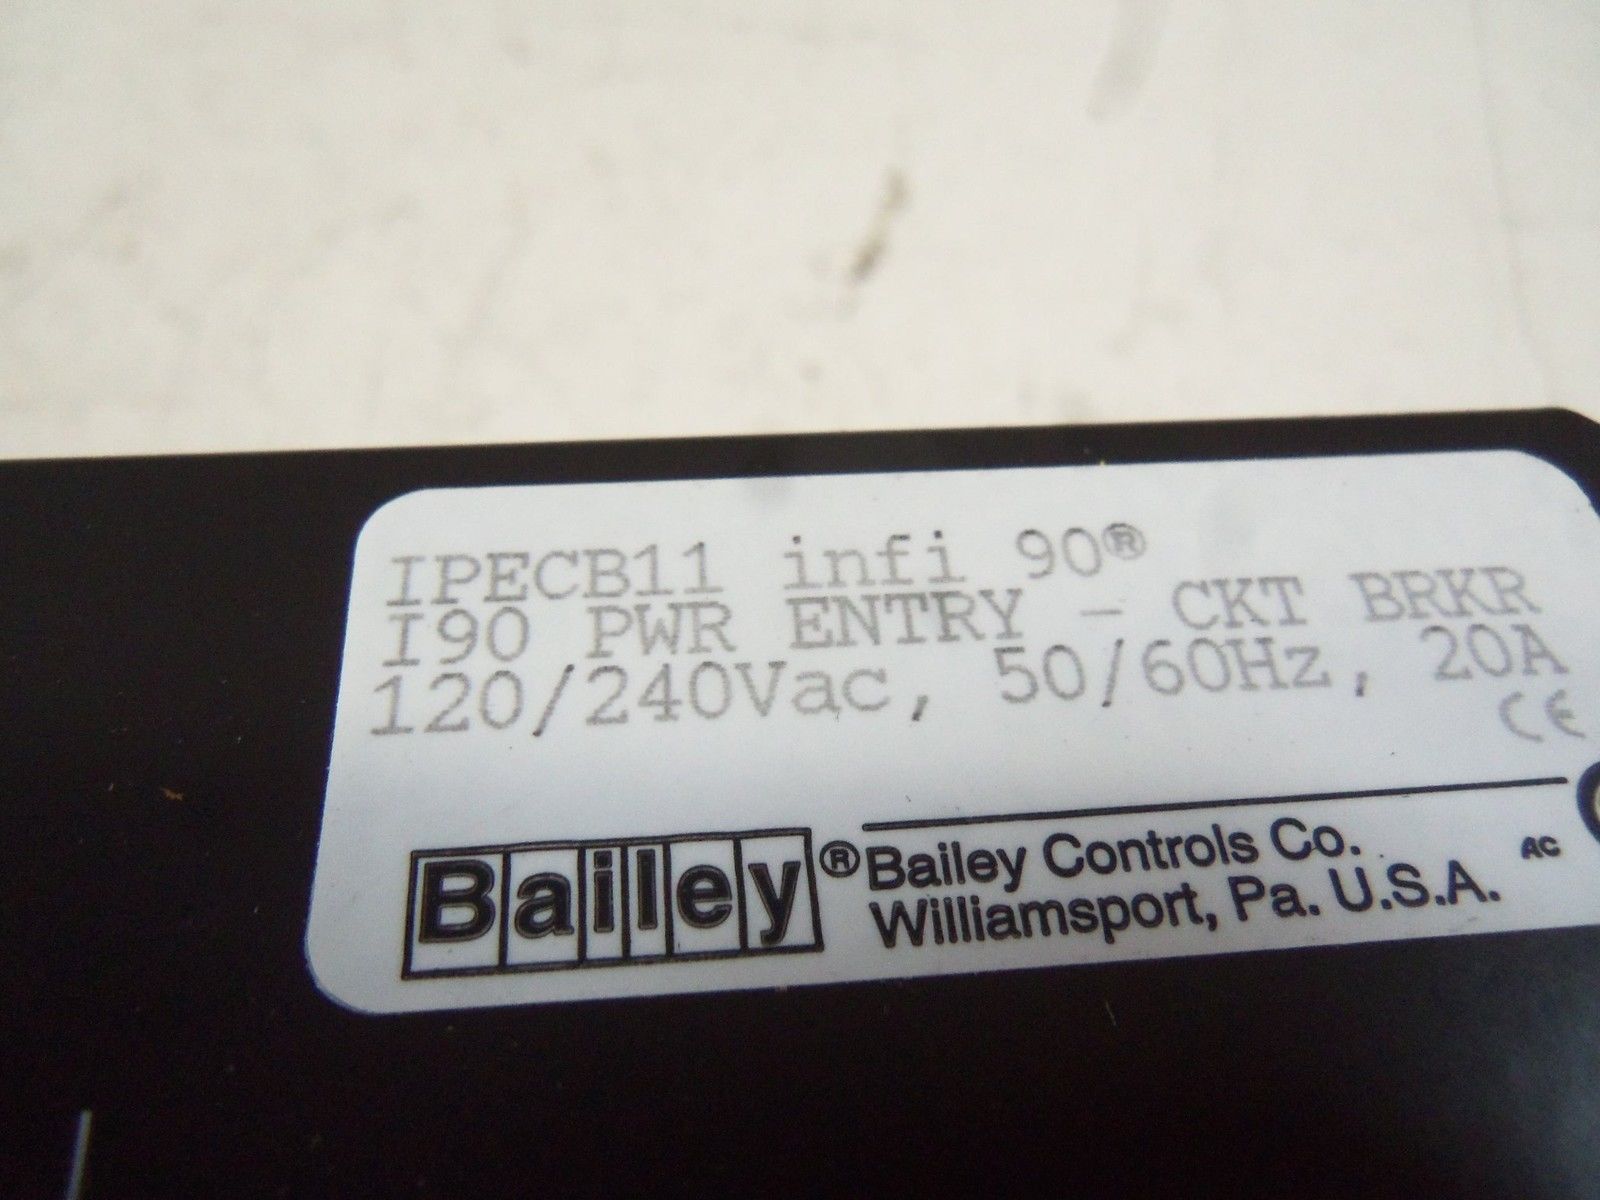 IPECB11 infi 90®
I90 PWR ENTRY - CKT BRKR
120/240Vac, 50/60Hz, 20A
CE
Bailey®
Bailey Controls Co.
Williamsport, Pa. U.S.A.
AC